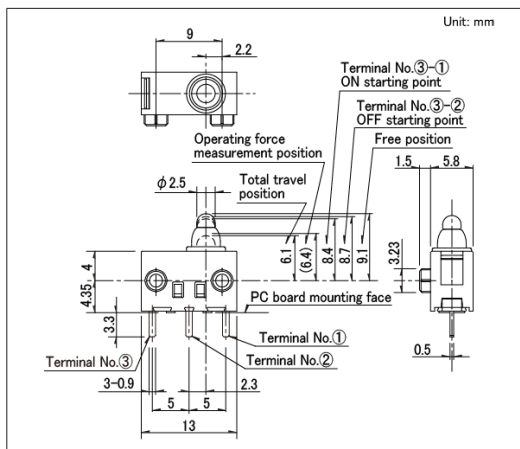 Unit: mm
9
2.2
Terminal No.③-①
ON starting point
Terminal No.③-②
OFF starting point
Operating force
measurement position
Free position
1.5
5.8
φ2.5
Total travel
position
6.1
(6.4)
8.4
8.7
9.1
3.23
4
4.35
PC board mounting face
3.3
Terminal No.①
Terminal No.③
Terminal No.②
0.5
3-0.9
2.3
5
5
13